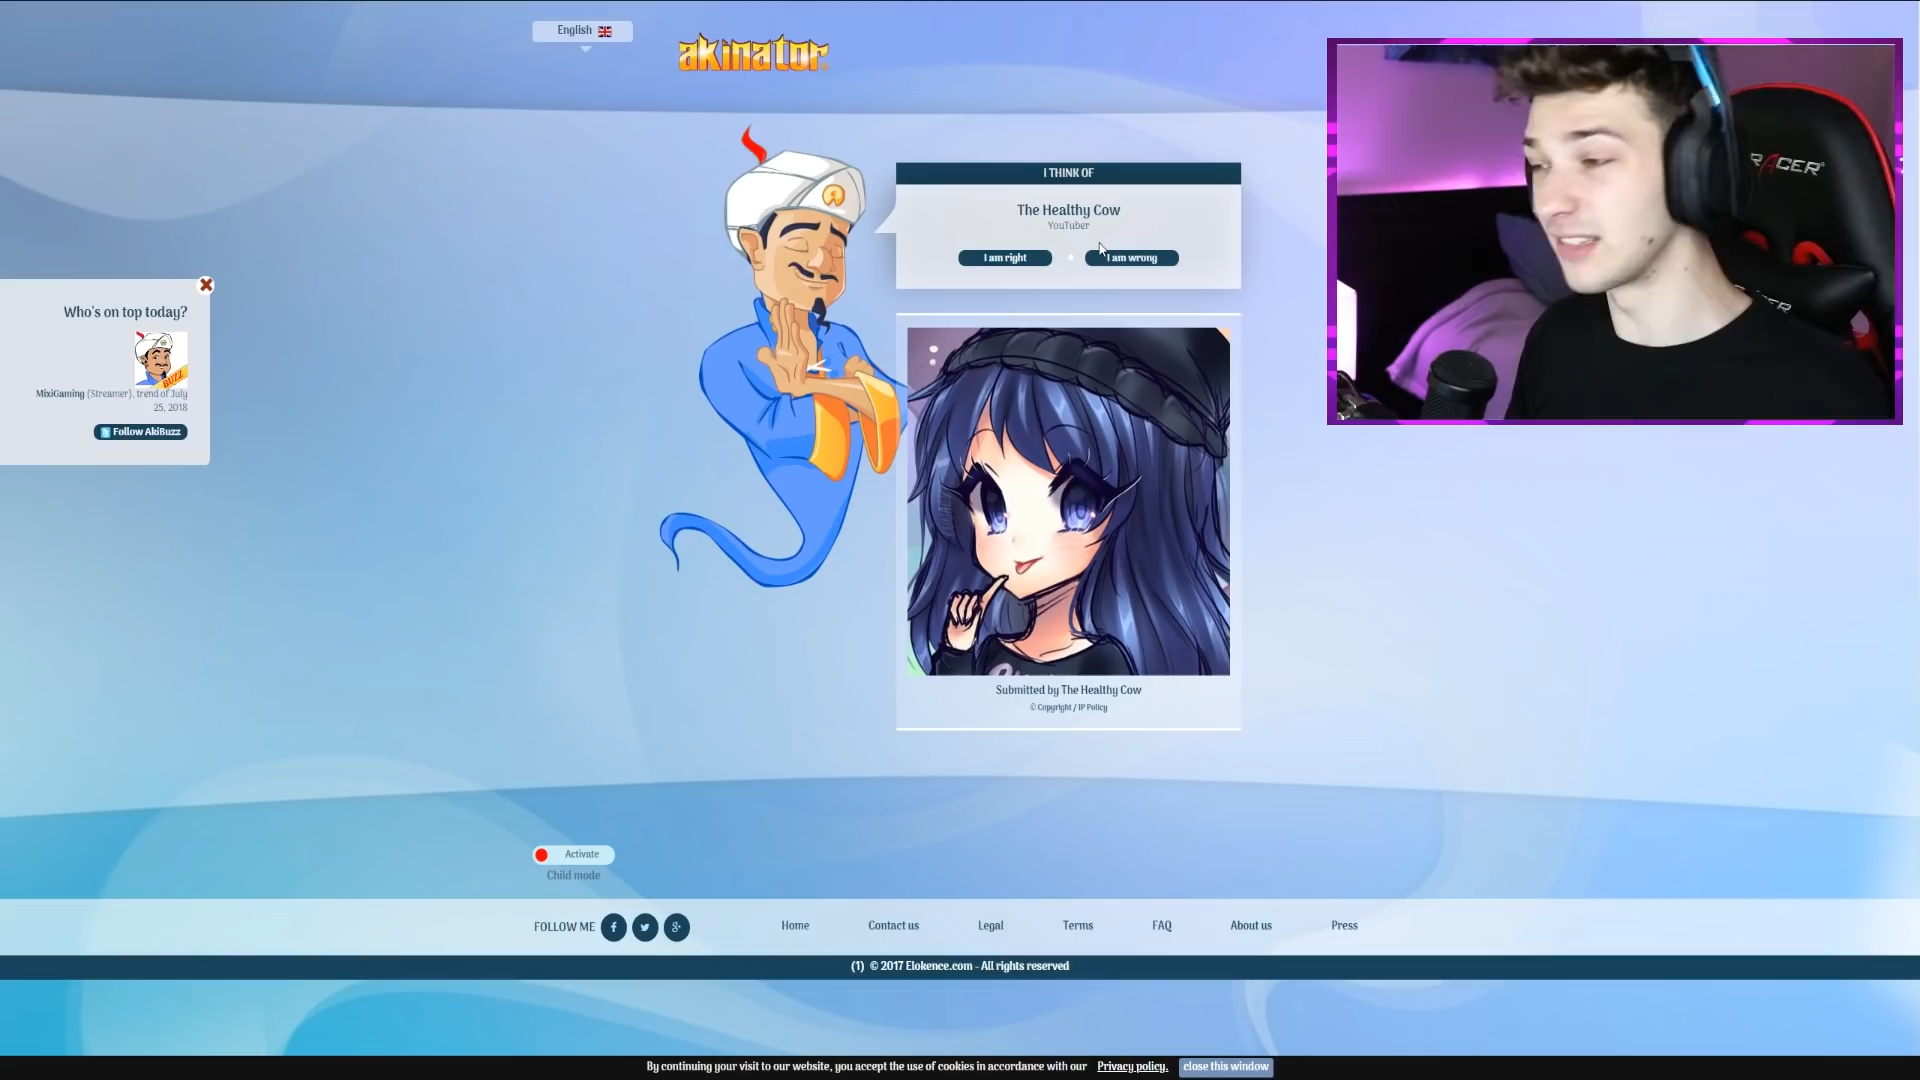 English
akinator
I THINK OF
The Healthy Cow
YouTuber
I am right
I am wrong
Who's on top today?
BUZZ
MixiGaming (Streamer), trend of July
25, 2018
Follow AkiBuzz
RACER
Submitted by The Healthy Cow
© Copyright / IP Policy
Activate
Child mode
FOLLOW ME
Home
Contact us
Legal
Terms
FAQ
About us
Press
(1) © 2017 Elokence.com - All rights reserved
By continuing your visit to our website, you accept the use of cookies in accordance with our Privacy policy. close this window